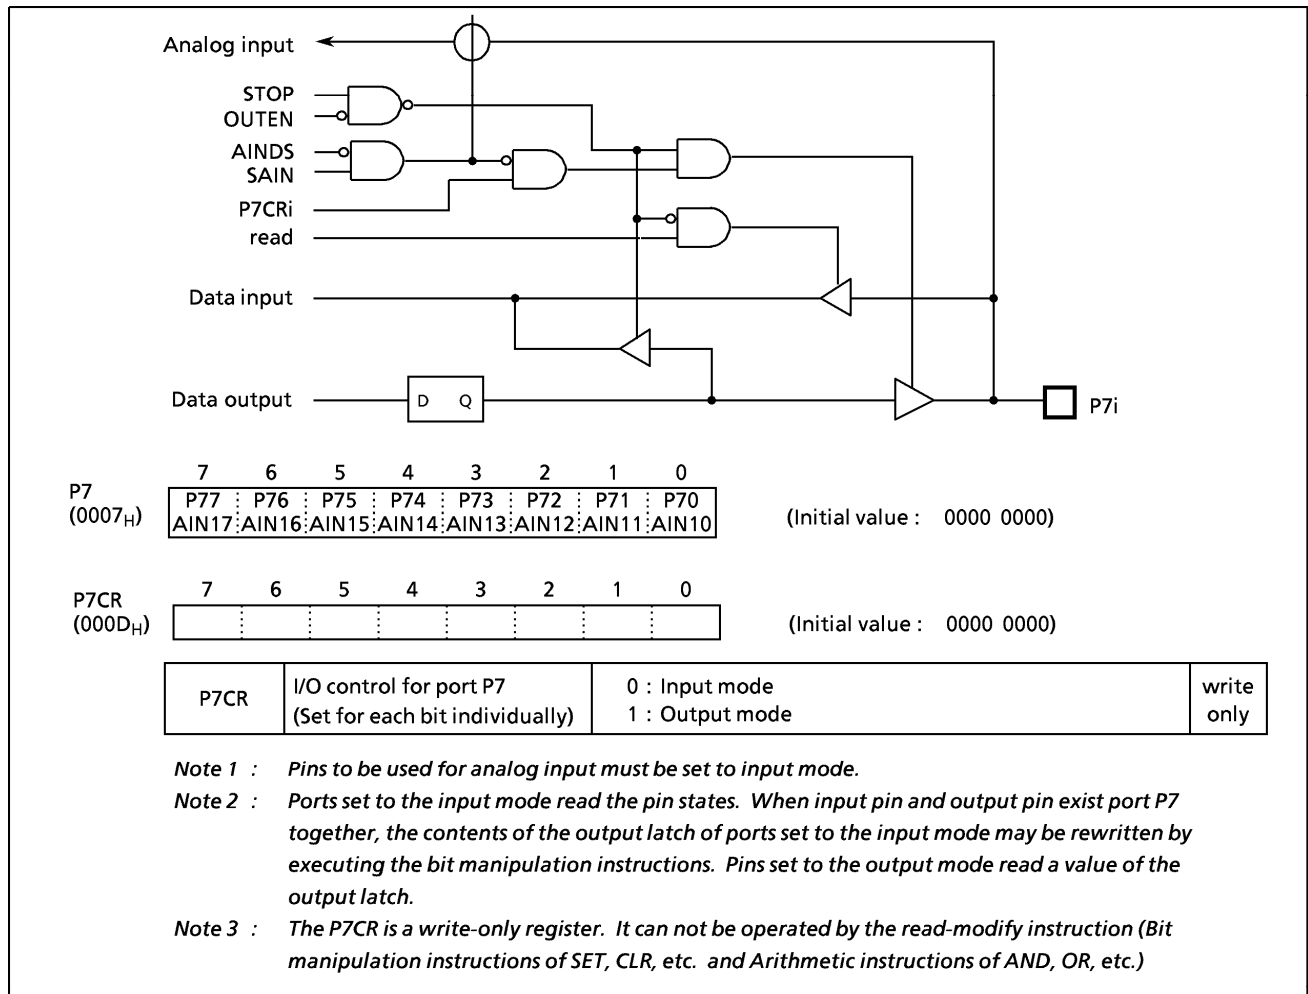 Analog input
STOP
OUTEN
AINDS
SAIN
P7CRi
read
Data input
Data output
D Q
P7i
7 6 5 4 3 2 1 0
P7
(0007H)
P77 P76 P75 P74 P73 P72 P71 P70
AIN17 AIN16 AIN15 AIN14 AIN13 AIN12 AIN11 AIN10
(Initial value : 0000 0000)
7 6 5 4 3 2 1 0
P7CR
(000DH)
(Initial value : 0000 0000)
P7CR
I/O control for port P7
(Set for each bit individually)
0 : Input mode
1 : Output mode
write
only
Note 1 : Pins to be used for analog input must be set to input mode.
Note 2 : Ports set to the input mode read the pin states. When input pin and output pin exist port P7
together, the contents of the output latch of ports set to the input mode may be rewritten by
executing the bit manipulation instructions. Pins set to the output mode read a value of the
output latch.
Note 3 : The P7CR is a write-only register. It can not be operated by the read-modify instruction (Bit
manipulation instructions of SET, CLR, etc. and Arithmetic instructions of AND, OR, etc.)